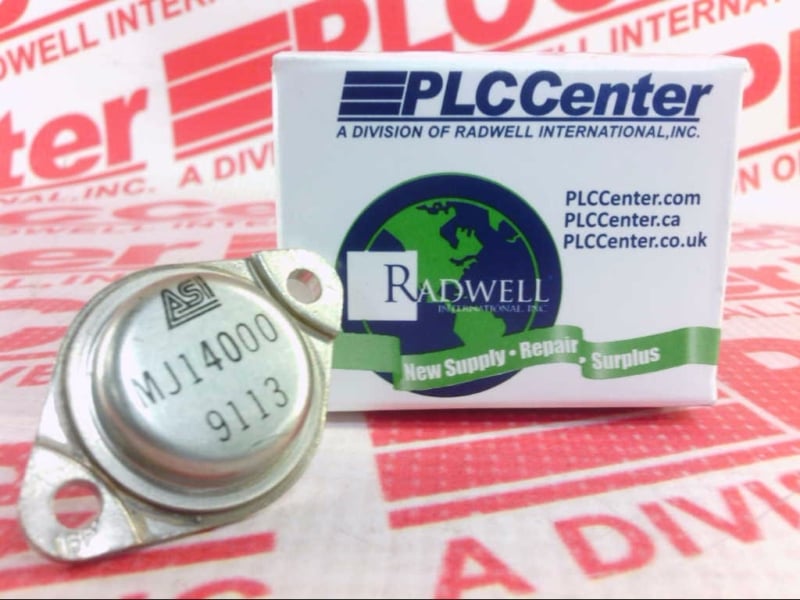 PLCCenter
A DIVISION OF RADWELL INTERNATIONAL, INC.
PLCCenter.com
PLCCenter.ca
PLCCenter.co.uk
RADWELL
INTERNATIONAL, INC
New Supply • Repair • Surplus
ASI
MJ14000
9113